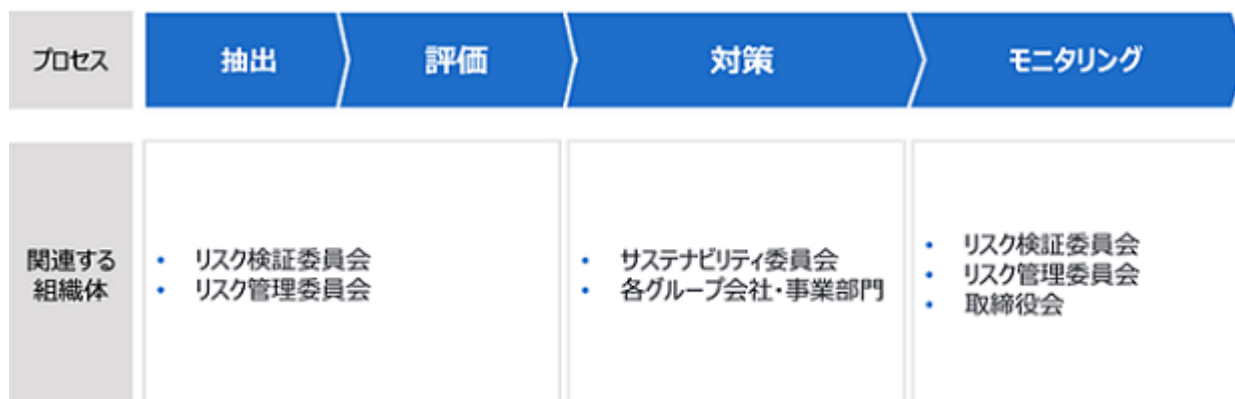 プロセス
抽出
評価
対策
モニタリング
関連する
組織体
• リスク検証委員会
• リスク管理委員会
• サステナビリティ委員会
• 各グループ会社・事業部門
• リスク検証委員会
• リスク管理委員会
• 取締役会